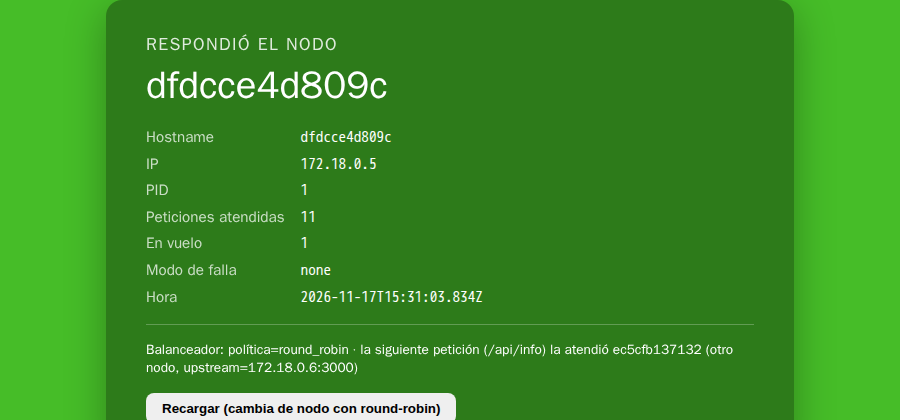 RESPONDIÓ EL NODO
dfdcce4d809c
Hostname dfdcce4d809c
IP 172.18.0.5
PID 1
Peticiones atendidas 11
En vuelo 1
Modo de falla none
Hora 2026-11-17T15:31:03.834Z
Balanceador: política=round_robin · la siguiente petición (/api/info) la atendió ec5cfb137132 (otro
nodo, upstream=172.18.0.6:3000)
Recargar (cambia de nodo con round-robin)